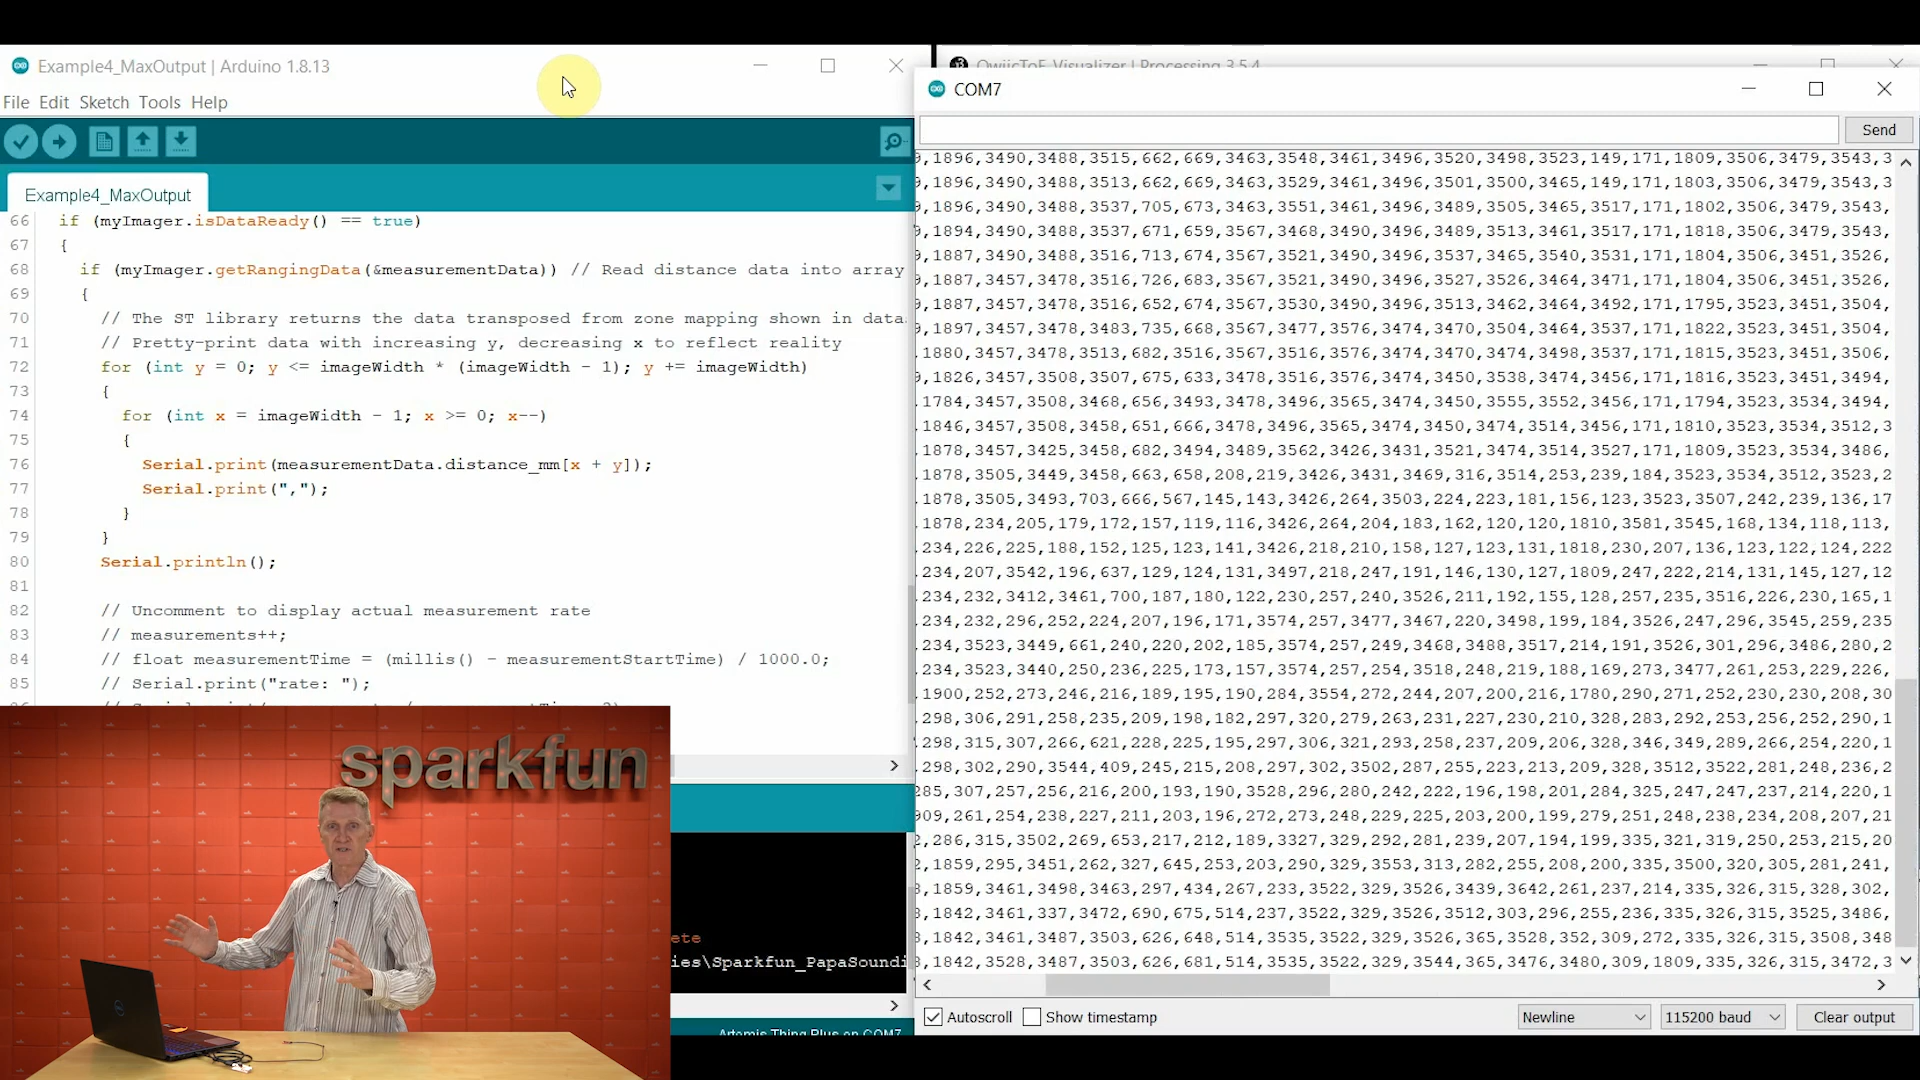 Example4_MaxOutput | Arduino 1.8.13
File Edit Sketch Tools Help
Example4_MaxOutput
66 if (myImager.isDataReady() == true)
67 {
68 if (myImager.getRangingData(&measurementData)) // Read distance data into array
69 {
70 // The ST library returns the data transposed from zone mapping shown in data
71 // Pretty-print data with increasing y, decreasing x to reflect reality
72 for (int y = 0; y <= imageWidth * (imageWidth - 1); y += imageWidth)
73 {
74 for (int x = imageWidth - 1; x >= 0; x--)
75 {
76 Serial.print(measurementData.distance_mm[x + y]);
77 Serial.print(",");
78 }
79 }
80 Serial.println();
81
82 // Uncomment to display actual measurement rate
83 // measurements++;
84 // float measurementTime = (millis() - measurementStartTime) / 1000.0;
85 // Serial.print("rate: ");
sparkfun
ete
ies\Sparkfun_PapaSoundi
Artemis Thing Plus on COM7
QwiicToF_Visualizer | Processing 3.5.4
COM7
Send
,1896,3490,3488,3515,662,669,3463,3548,3461,3496,3520,3498,3523,149,171,1809,3506,3479,3543,3
,1896,3490,3488,3513,662,669,3463,3529,3461,3496,3501,3500,3465,149,171,1803,3506,3479,3543,3
,1896,3490,3488,3537,705,673,3463,3551,3461,3496,3489,3505,3465,3517,171,1802,3506,3479,3543,
,1894,3490,3488,3537,671,659,3567,3468,3490,3496,3489,3513,3461,3517,171,1818,3506,3479,3543,
,1887,3490,3488,3516,713,674,3567,3521,3490,3496,3537,3465,3540,3531,171,1804,3506,3451,3526,
,1887,3457,3478,3516,726,683,3567,3521,3490,3496,3527,3526,3464,3471,171,1804,3506,3451,3526,
,1887,3457,3478,3516,652,674,3567,3530,3490,3496,3513,3462,3464,3492,171,1795,3523,3451,3504,
,1897,3457,3478,3483,735,668,3567,3477,3576,3474,3470,3504,3464,3537,171,1822,3523,3451,3504,
,1880,3457,3478,3513,682,3516,3567,3516,3576,3474,3470,3474,3498,3537,171,1815,3523,3451,3506,
,1826,3457,3508,3507,675,633,3478,3516,3576,3474,3450,3538,3474,3456,171,1816,3523,3451,3494,
,1784,3457,3508,3468,656,3493,3478,3496,3565,3474,3450,3555,3552,3456,171,1794,3523,3534,3494,
,1846,3457,3508,3458,651,666,3478,3496,3565,3474,3450,3474,3514,3456,171,1810,3523,3534,3512,3
,1878,3457,3425,3458,682,3494,3489,3562,3426,3431,3521,3474,3514,3527,171,1809,3523,3534,3486,
,1878,3505,3449,3458,663,658,208,219,3426,3431,3469,316,3514,253,239,184,3523,3534,3512,3523,2
,1878,3505,3493,703,666,567,145,143,3426,264,3503,224,223,181,156,123,3523,3507,242,239,136,17
,1878,234,205,179,172,157,119,116,3426,264,204,183,162,120,120,1810,3581,3545,168,134,118,113,
,234,226,225,188,152,125,123,141,3426,218,210,158,127,123,131,1818,230,207,136,123,122,124,222
,234,207,3542,196,637,129,124,131,3497,218,247,191,146,130,127,1809,247,222,214,131,145,127,12
,234,232,3412,3461,700,187,180,122,230,257,240,3526,211,192,155,128,257,235,3516,226,230,165,1
,234,232,296,252,224,207,196,171,3574,257,3477,3467,220,3498,199,184,3526,247,296,3545,259,235
,234,3523,3449,661,240,220,202,185,3574,257,249,3468,3488,3517,214,191,3526,301,296,3486,280,2
,234,3523,3440,250,236,225,173,157,3574,257,254,3518,248,219,188,169,273,3477,261,253,229,226,
,1900,252,273,246,216,189,195,190,284,3554,272,244,207,200,216,1780,290,271,252,230,230,208,30
,298,306,291,258,235,209,198,182,297,320,279,263,231,227,230,210,328,283,292,253,256,252,290,1
,298,315,307,266,621,228,225,195,297,306,321,293,258,237,209,206,328,346,349,289,266,254,220,1
,298,302,290,3544,409,245,215,208,297,302,3502,287,255,223,213,209,328,3512,3522,281,248,236,2
285,307,257,256,216,200,193,190,3528,296,280,242,222,196,198,201,284,325,247,247,237,214,220,1
909,261,254,238,227,211,203,196,272,273,248,229,225,203,200,199,279,251,248,238,234,208,207,21
,286,315,3502,269,653,217,212,189,3327,329,292,281,239,207,194,199,335,321,319,250,253,215,20
,1859,295,3451,262,327,645,253,203,290,329,3553,313,282,255,208,200,335,3500,320,305,281,241,
,1859,3461,3498,3463,297,434,267,233,3522,329,3526,3439,3642,261,237,214,335,326,315,328,302,
,1842,3461,337,3472,690,675,514,237,3522,329,3526,3512,303,296,255,236,335,326,315,3525,3486,
,1842,3461,3487,3503,626,648,514,3535,3522,329,3526,365,3528,352,309,272,335,326,315,3508,348
,1842,3528,3487,3503,626,681,514,3535,3522,329,3544,365,3476,3480,309,1809,335,326,315,3472,3
Autoscroll Show timestamp Newline 115200 baud Clear output